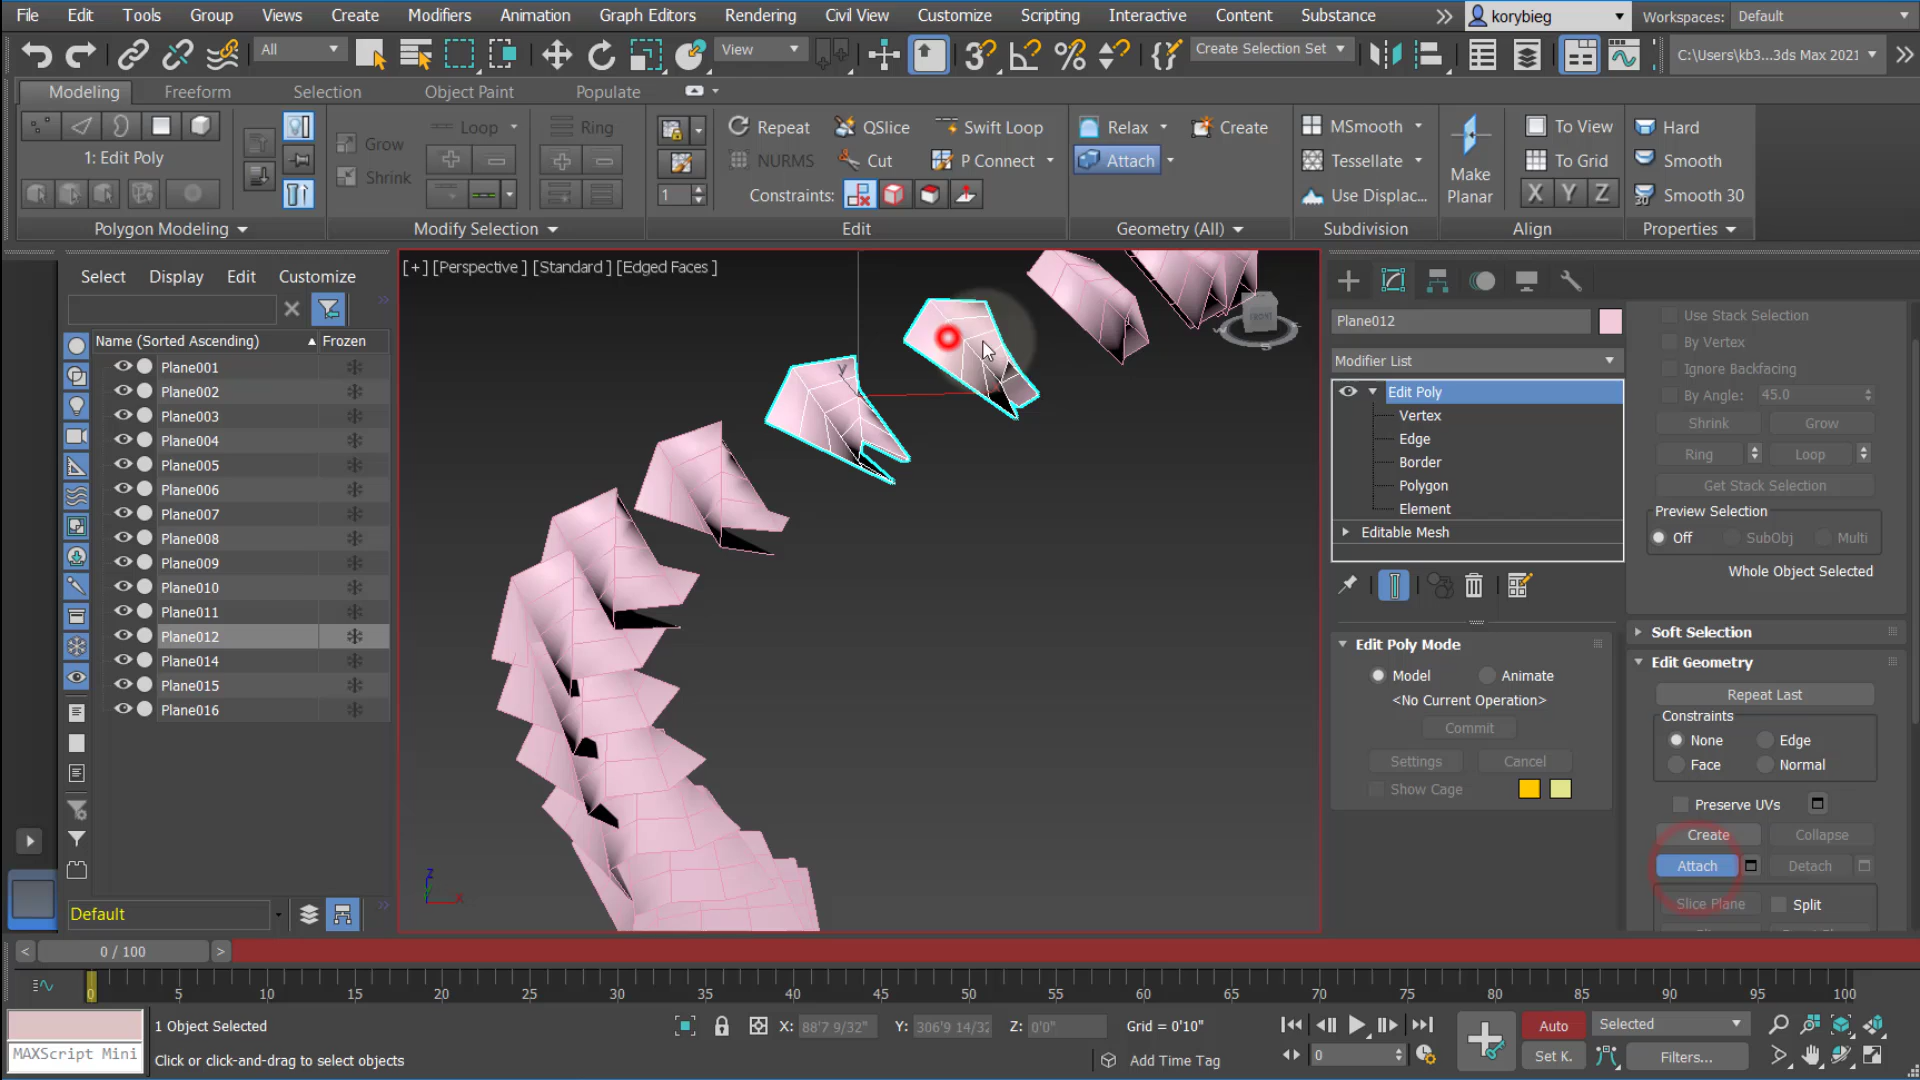 File Edit Tools Group Views Create Modifiers Animation Graph Editors Rendering Civil View Customize Scripting Interactive Content Substance korybieg Workspaces: Default
All View Create Selection Set C:\Users\kb3...3ds Max 2021
Modeling Freeform Selection Object Paint Populate
Loop Ring Repeat QSlice Swift Loop Relax Create MSmooth To View Hard
1: Edit Poly Grow NURMS Cut P Connect Attach Tessellate To Grid Smooth
Shrink 1 Constraints: Use Displac... Make Planar X Y Z Smooth 30
Polygon Modeling Modify Selection Edit Geometry (All) Subdivision Align Properties
Select Display Edit Customize
[+] [Perspective ] [Standard ] [Edged Faces ]
Name (Sorted Ascending) Frozen
Plane001
Plane002
Plane003
Plane004
Plane005
Plane006
Plane007
Plane008
Plane009
Plane010
Plane011
Plane012
Plane014
Plane015
Plane016
Default
Plane012
Modifier List
Edit Poly
Vertex
Edge
Border
Polygon
Element
Editable Mesh
Edit Poly Mode
Model Animate
<No Current Operation>
Commit
Settings Cancel
Show Cage
Use Stack Selection
By Vertex
Ignore Backfacing
By Angle: 45.0
Shrink Grow
Ring Loop
Get Stack Selection
Preview Selection
Off SubObj Multi
Whole Object Selected
Soft Selection
Edit Geometry
Repeat Last
Constraints
None Edge
Face Normal
Preserve UVs
Create Collapse
Attach Detach
Slice Plane Split
< 0 / 100 >
0 5 10 15 20 25 30 35 40 45 50 55 60 65 70 75 80 85 90 95 100
1 Object Selected X: 88'7 9/32" Y: 306'9 14/32 Z: 0'0" Grid = 0'10" Auto Selected
MAXScript Mini Click or click-and-drag to select objects Add Time Tag 0 Set K. Filters...